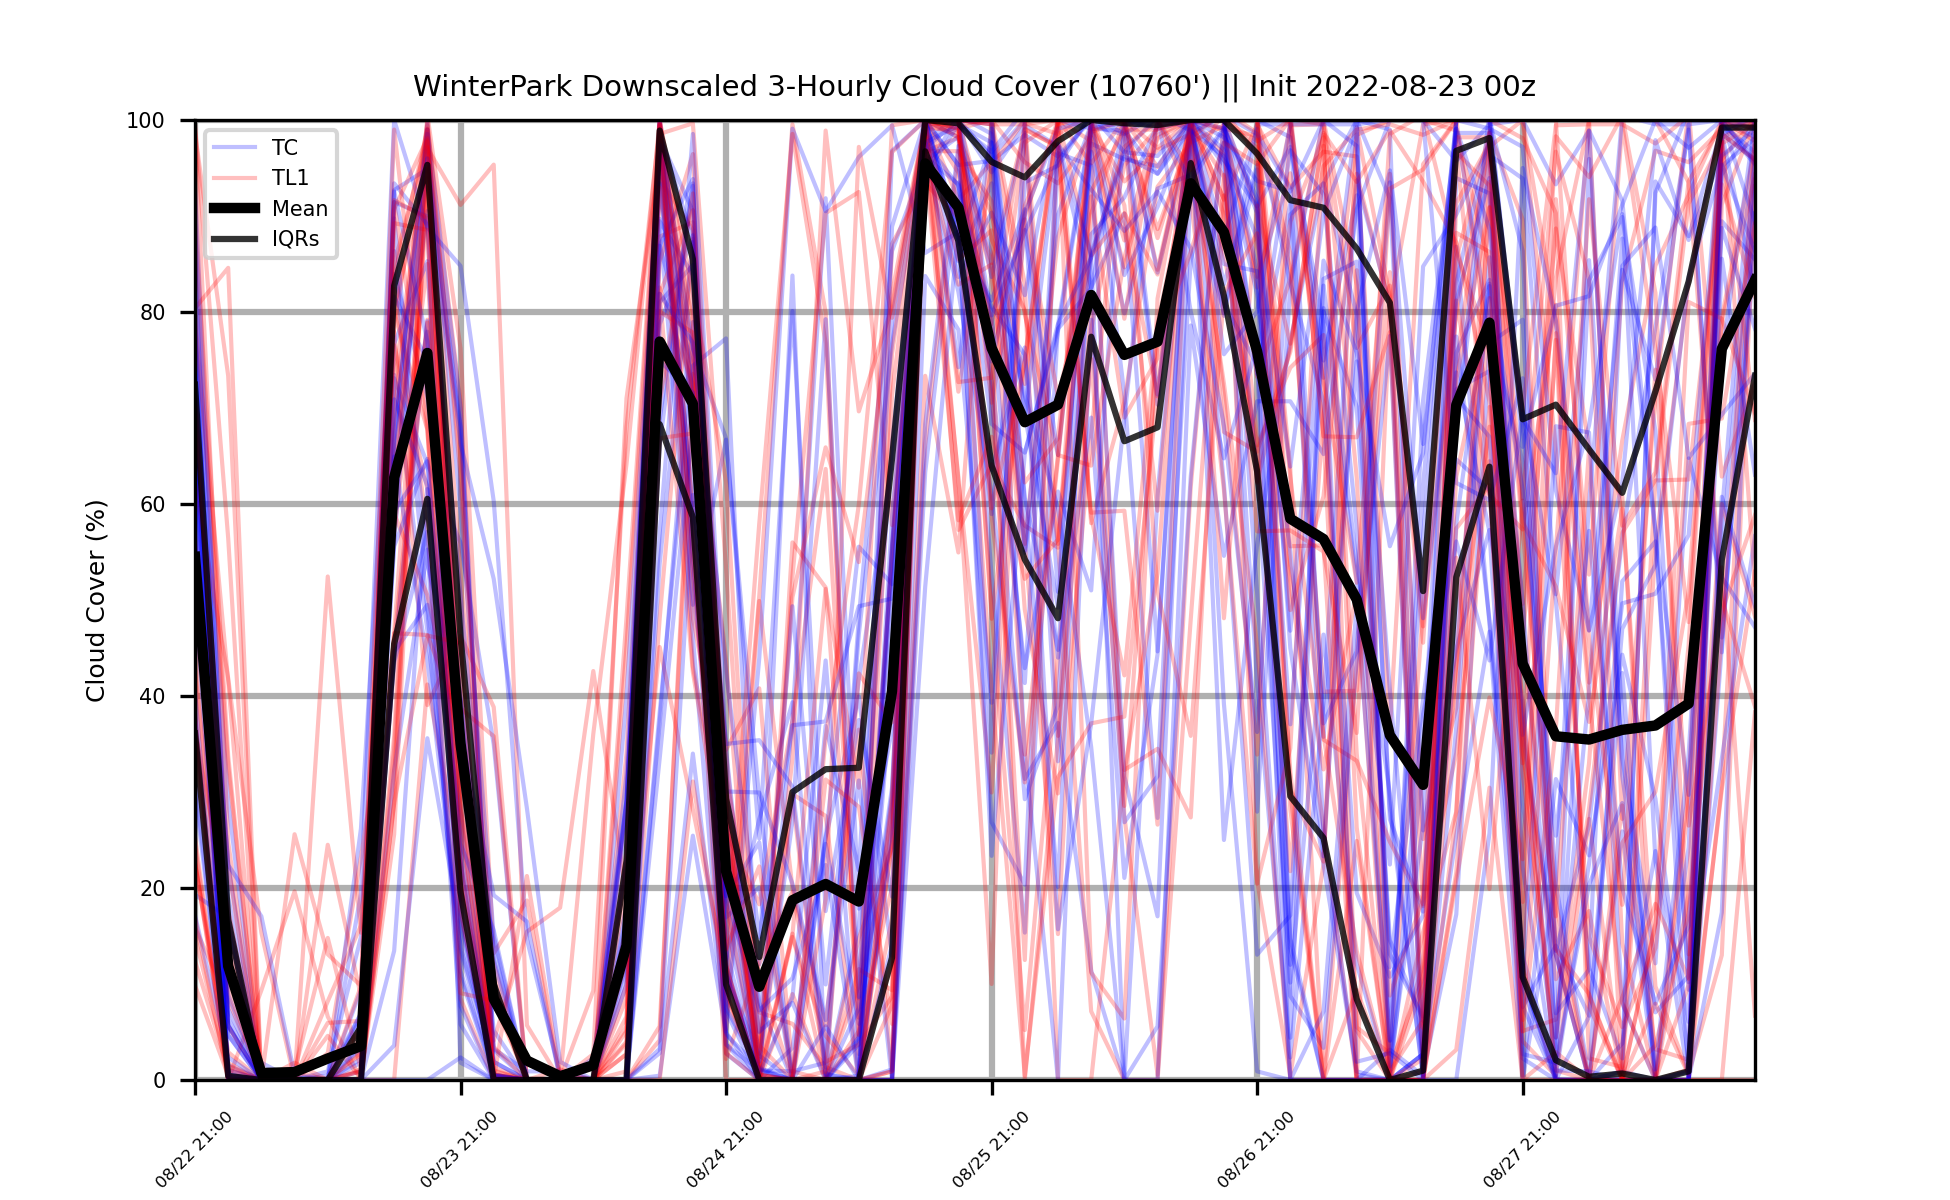 WinterPark Downscaled 3-Hourly Cloud Cover (10760') || Init 2022-08-23 00z
100
80
60
40
20
0
Cloud Cover (%)
TC
TL1
Mean
IQRs
08/22 21:00
08/23 21:00
08/24 21:00
08/25 21:00
08/26 21:00
08/27 21:00